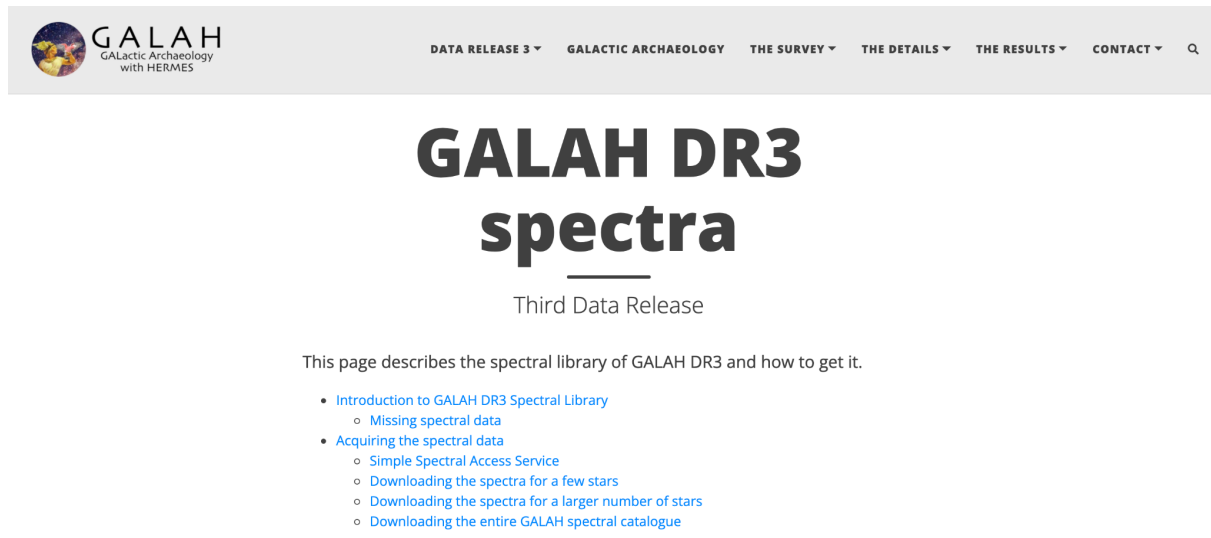 GALAH
GALactic Archaeology
with HERMES
DATA RELEASE 3
GALACTIC ARCHAEOLOGY
THE SURVEY
THE DETAILS
THE RESULTS
CONTACT
GALAH DR3
spectra
Third Data Release
This page describes the spectral library of GALAH DR3 and how to get it.
Introduction to GALAH DR3 Spectral Library
Missing spectral data
Acquiring the spectral data
Simple Spectral Access Service
Downloading the spectra for a few stars
Downloading the spectra for a larger number of stars
Downloading the entire GALAH spectral catalogue